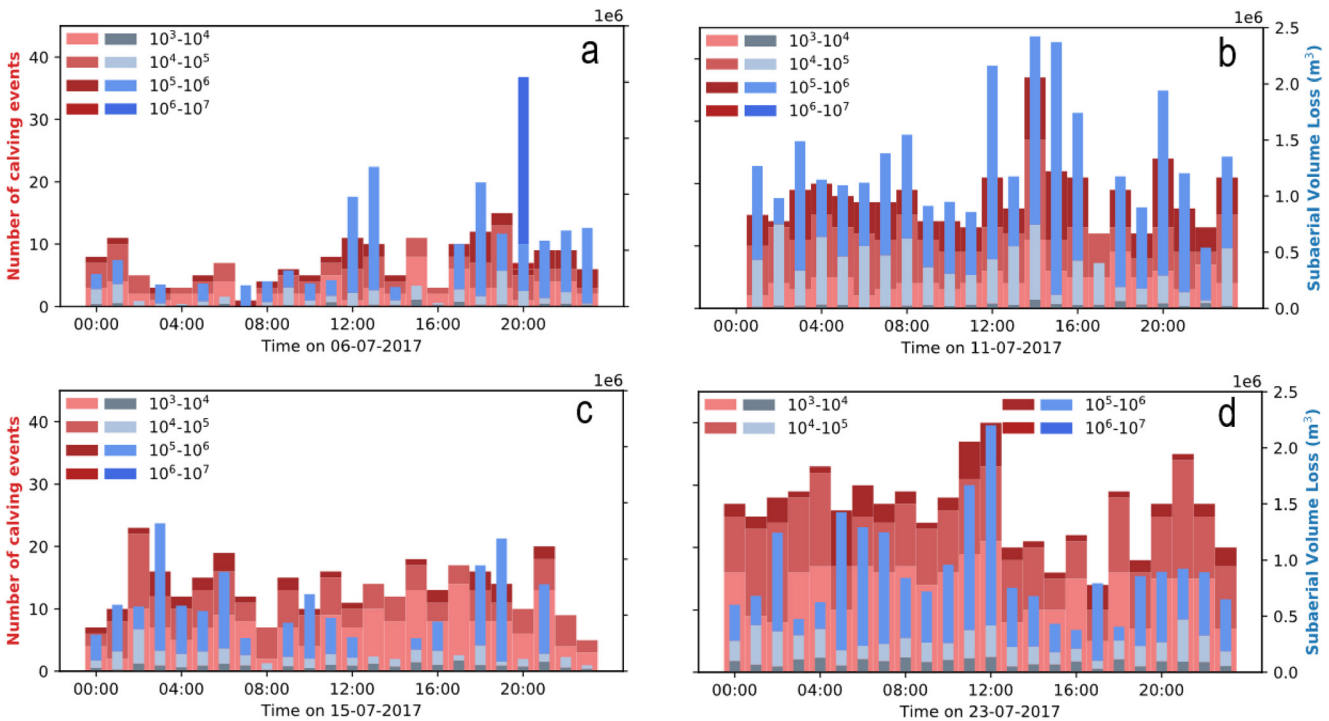 1e6
40
30
20
10
0
Number of calving events
10³-10⁴
10⁴-10⁵
10⁵-10⁶
10⁶-10⁷
a
00:00 04:00 08:00 12:00 16:00 20:00
Time on 06-07-2017
1e6
10³-10⁴
10⁴-10⁵
10⁵-10⁶
10⁶-10⁷
b
2.5
2.0
1.5
1.0
0.5
0.0
Subaerial Volume Loss (m³)
00:00 04:00 08:00 12:00 16:00 20:00
Time on 11-07-2017
1e6
40
30
20
10
0
Number of calving events
10³-10⁴
10⁴-10⁵
10⁵-10⁶
10⁶-10⁷
c
00:00 04:00 08:00 12:00 16:00 20:00
Time on 15-07-2017
1e6
10³-10⁴ 10⁵-10⁶
10⁴-10⁵ 10⁶-10⁷
d
2.5
2.0
1.5
1.0
0.5
0.0
Subaerial Volume Loss (m³)
00:00 04:00 08:00 12:00 16:00 20:00
Time on 23-07-2017